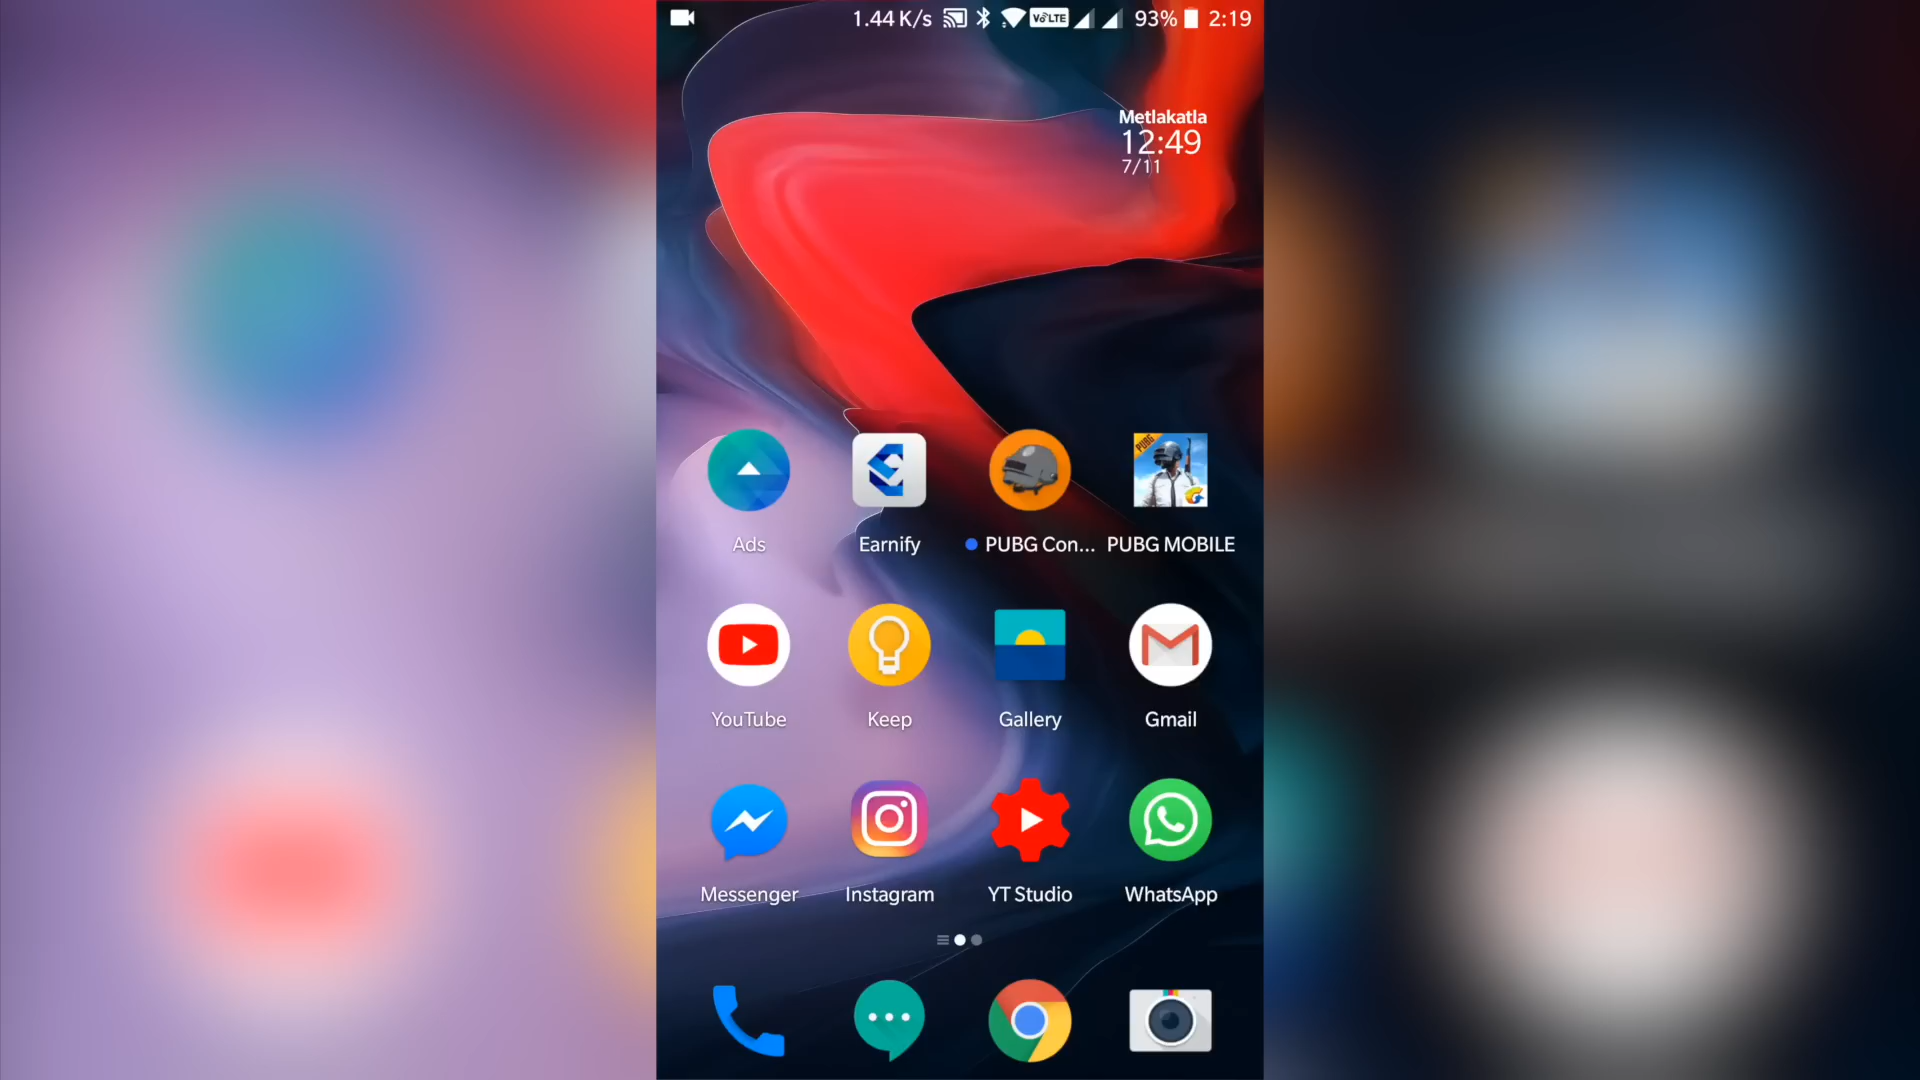 1.44 K/s VoLTE 93% 2:19
Metlakatla
12:49
7/11
PUBG
Ads Earnify PUBG Con... PUBG MOBILE
YouTube Keep Gallery Gmail
Messenger Instagram YT Studio WhatsApp